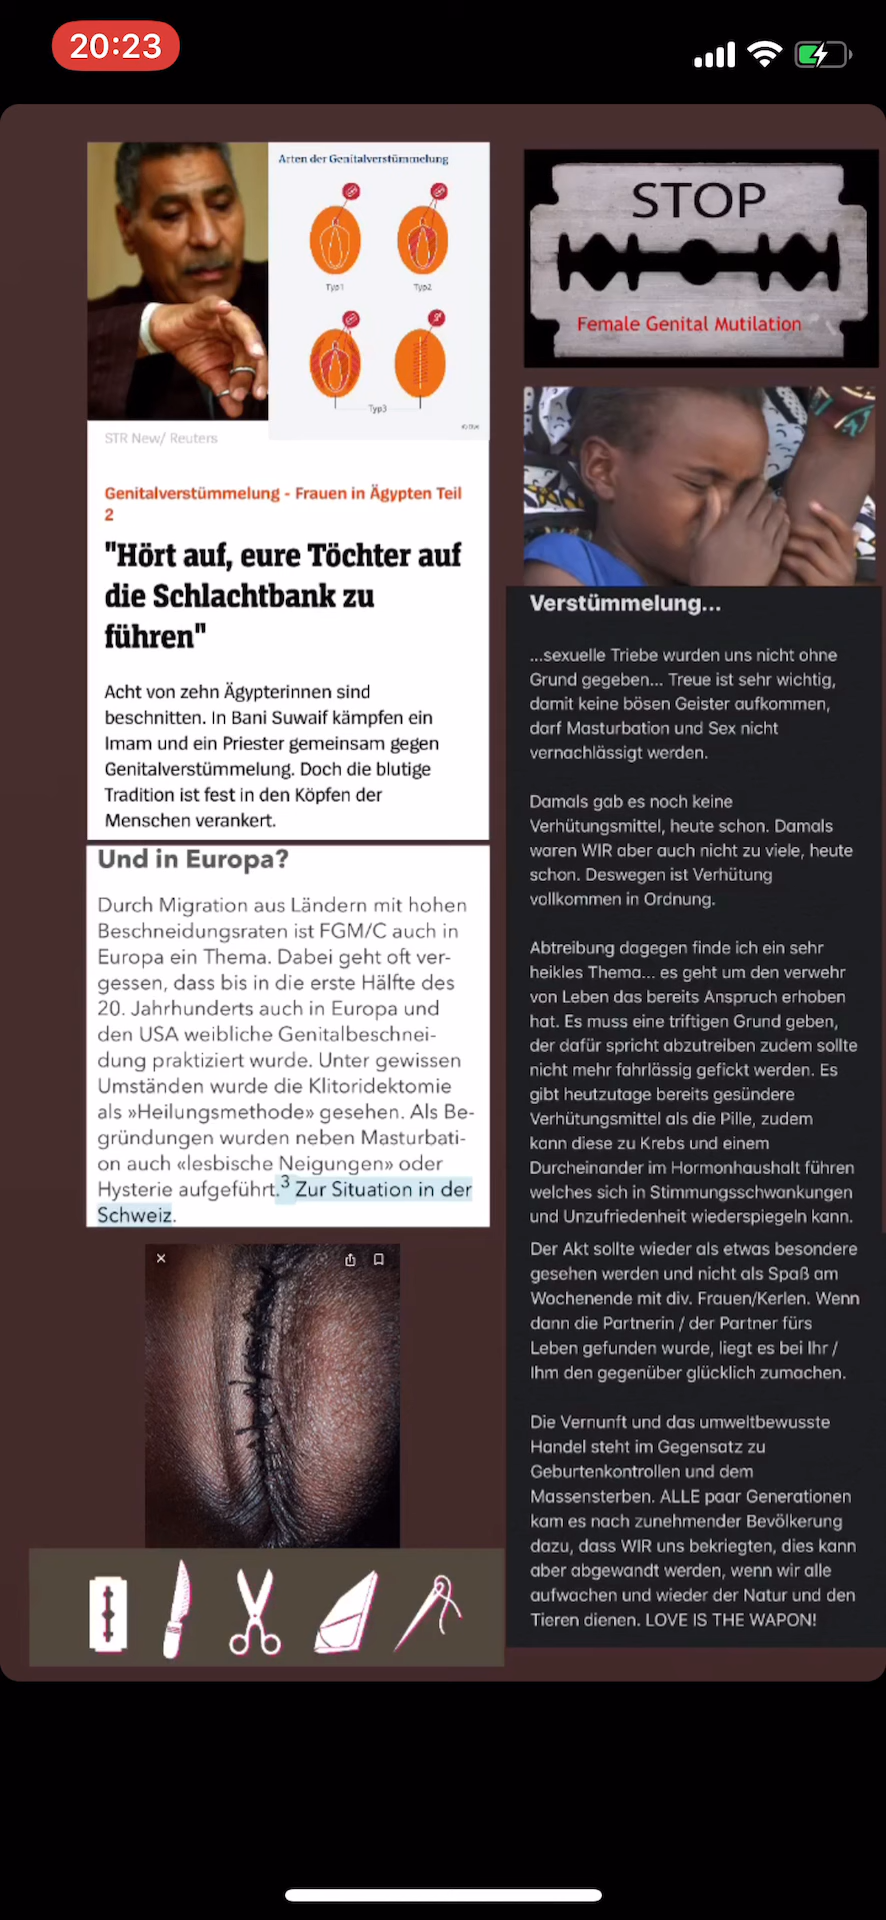 20:23
Arten der Genitalverstümmelung
Typ1
Typ2
Typ3
STR New/ Reuters
Genitalverstümmelung - Frauen in Ägypten Teil
2
"Hört auf, eure Töchter auf
die Schlachtbank zu
führen"
Acht von zehn Ägypterinnen sind
beschnitten. In Bani Suwaif kämpfen ein
Imam und ein Priester gemeinsam gegen
Genitalverstümmelung. Doch die blutige
Tradition ist fest in den Köpfen der
Menschen verankert.
Und in Europa?
Durch Migration aus Ländern mit hohen
Beschneidungsraten ist FGM/C auch in
Europa ein Thema. Dabei geht oft ver-
gessen, dass bis in die erste Hälfte des
20. Jahrhunderts auch in Europa und
den USA weibliche Genitalbeschnei-
dung praktiziert wurde. Unter gewissen
Umständen wurde die Klitoridektomie
als »Heilungsmethode» gesehen. Als Be-
gründungen wurden neben Masturbati-
on auch «lesbische Neigungen» oder
Hysterie aufgeführt.3 Zur Situation in der
Schweiz.
STOP
Female Genital Mutilation
Verstümmelung...
...sexuelle Triebe wurden uns nicht ohne
Grund gegeben... Treue ist sehr wichtig,
damit keine bösen Geister aufkommen,
darf Masturbation und Sex nicht
vernachlässigt werden.
Damals gab es noch keine
Verhütungsmittel, heute schon. Damals
waren WIR aber auch nicht zu viele, heute
schon. Deswegen ist Verhütung
vollkommen in Ordnung.
Abtreibung dagegen finde ich ein sehr
heikles Thema... es geht um den verwehr
von Leben das bereits Anspruch erhoben
hat. Es muss eine triftigen Grund geben,
der dafür spricht abzutreiben zudem sollte
nicht mehr fahrlässig gefickt werden. Es
gibt heutzutage bereits gesündere
Verhütungsmittel als die Pille, zudem
kann diese zu Krebs und einem
Durcheinander im Hormonhaushalt führen
welches sich in Stimmungsschwankungen
und Unzufriedenheit wiederspiegeln kann.
Der Akt sollte wieder als etwas besondere
gesehen werden und nicht als Spaß am
Wochenende mit div. Frauen/Kerlen. Wenn
dann die Partnerin / der Partner fürs
Leben gefunden wurde, liegt es bei Ihr /
Ihm den gegenüber glücklich zumachen.
Die Vernunft und das umweltbewusste
Handel steht im Gegensatz zu
Geburtenkontrollen und dem
Massensterben. ALLE paar Generationen
kam es nach zunehmender Bevölkerung
dazu, dass WIR uns bekriegten, dies kann
aber abgewandt werden, wenn wir alle
aufwachen und wieder der Natur und den
Tieren dienen. LOVE IS THE WAPON!